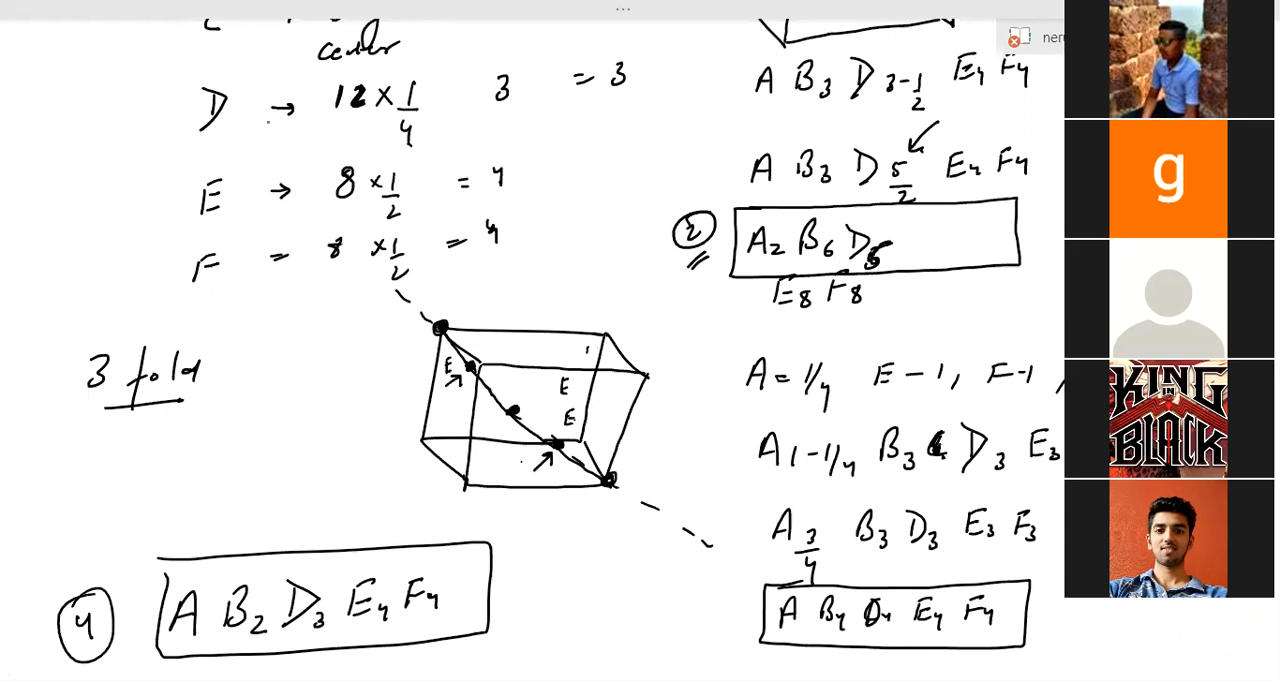 center
D → 12 × 1/4 3 = 3
E → 8 × 1/2 = 4
F = 8 × 1/2 = 4
3 fold
E
E
E
4
A B2 D3 E4 F4
A B3 D 3-1/2 E4 F4
A B3 D 5/2 E4 F4
2
A2 B6 D5
E8 F8
A = 1/4 E - 1, F - 1,
A 1-1/4 B3 D3 E3
A 3/4 B3 D3 E3 F3
A B4 D4 E4 F4
g
KING
IN
BLACK